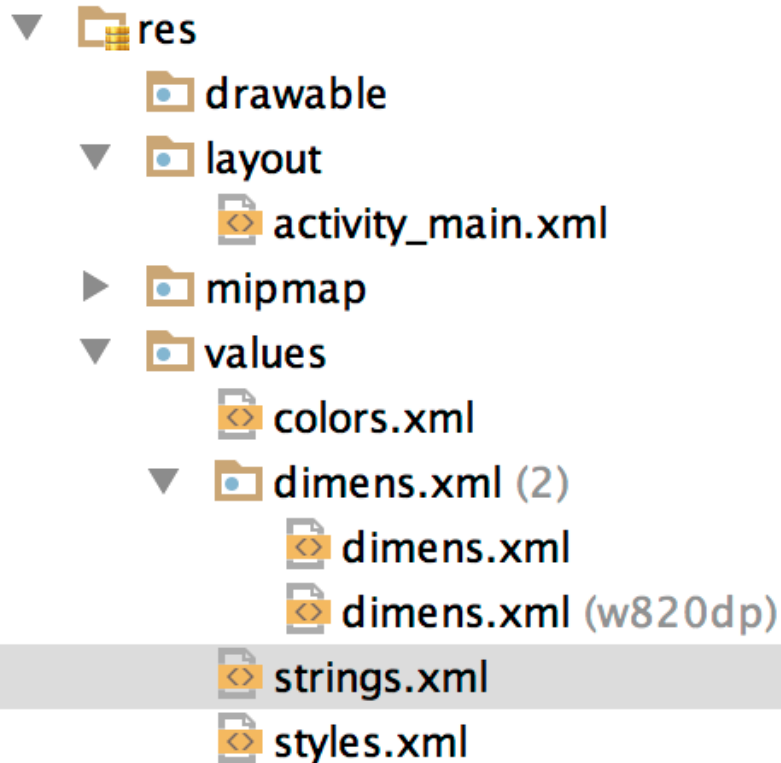 res
drawable
layout
activity_main.xml
mipmap
values
colors.xml
dimens.xml (2)
dimens.xml
dimens.xml (w820dp)
strings.xml
styles.xml